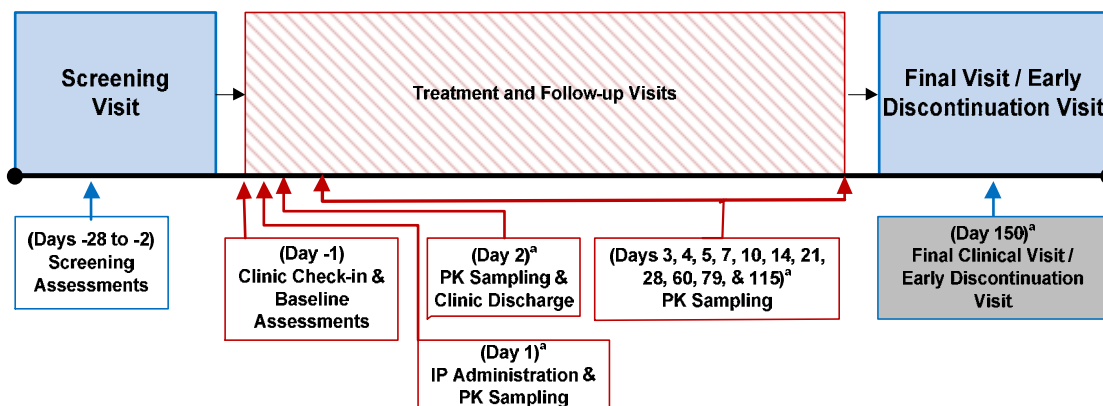 Screening
Visit
Treatment and Follow-up Visits
Final Visit / Early
Discontinuation Visit
(Days -28 to -2)
Screening
Assessments
(Day -1)
Clinic Check-in &
Baseline
Assessments
(Day 2)a
PK Sampling &
Clinic Discharge
(Days 3, 4, 5, 7, 10, 14, 21,
28, 60, 79, & 115)a
PK Sampling
(Day 150)a
Final Clinical Visit /
Early Discontinuation
Visit
(Day 1)a
IP Administration &
PK Sampling